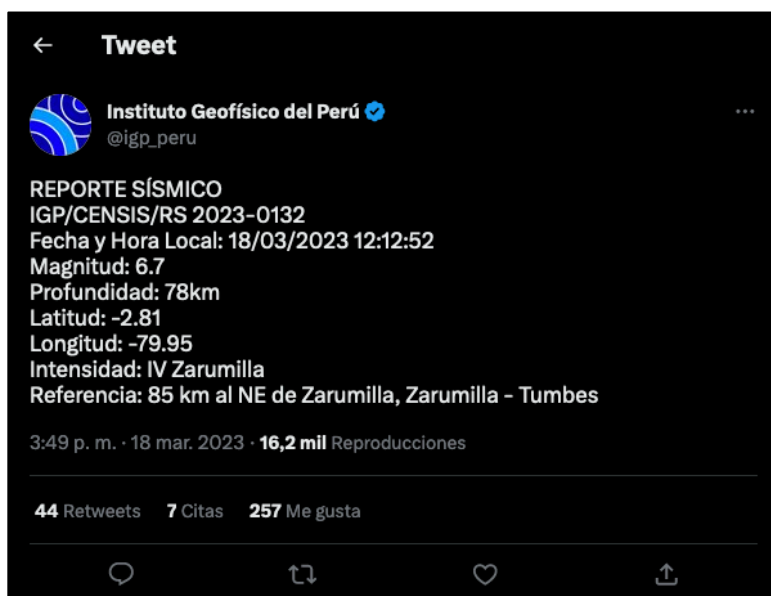 Tweet
Instituto Geofísico del Perú
@igp_peru
REPORTE SÍSMICO
IGP/CENSIS/RS 2023-0132
Fecha y Hora Local: 18/03/2023 12:12:52
Magnitud: 6.7
Profundidad: 78km
Latitud: -2.81
Longitud: -79.95
Intensidad: IV Zarumilla
Referencia: 85 km al NE de Zarumilla, Zarumilla - Tumbes
3:49 p. m. · 18 mar. 2023 · 16,2 mil Reproducciones
44 Retweets 7 Citas 257 Me gusta